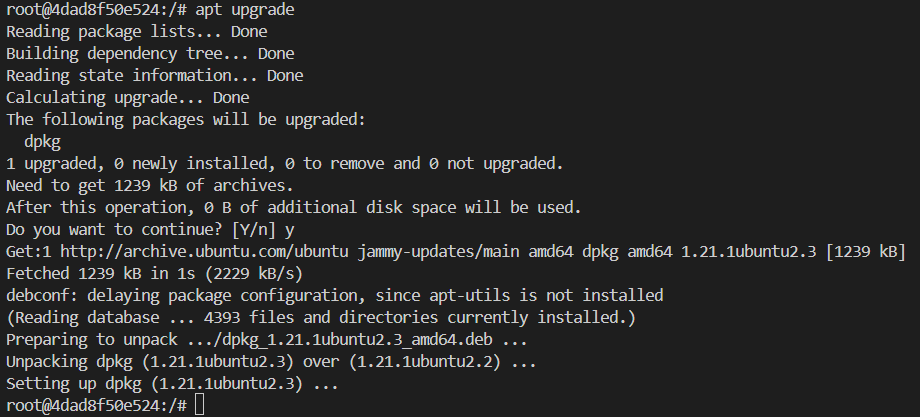 root@4dad8f50e524:/# apt upgrade
Reading package lists... Done
Building dependency tree... Done
Reading state information... Done
Calculating upgrade... Done
The following packages will be upgraded:
  dpkg
1 upgraded, 0 newly installed, 0 to remove and 0 not upgraded.
Need to get 1239 kB of archives.
After this operation, 0 B of additional disk space will be used.
Do you want to continue? [Y/n] y
Get:1 http://archive.ubuntu.com/ubuntu jammy-updates/main amd64 dpkg amd64 1.21.1ubuntu2.3 [1239 kB]
Fetched 1239 kB in 1s (2229 kB/s)
debconf: delaying package configuration, since apt-utils is not installed
(Reading database ... 4393 files and directories currently installed.)
Preparing to unpack .../dpkg_1.21.1ubuntu2.3_amd64.deb ...
Unpacking dpkg (1.21.1ubuntu2.3) over (1.21.1ubuntu2.2) ...
Setting up dpkg (1.21.1ubuntu2.3) ...
root@4dad8f50e524:/#